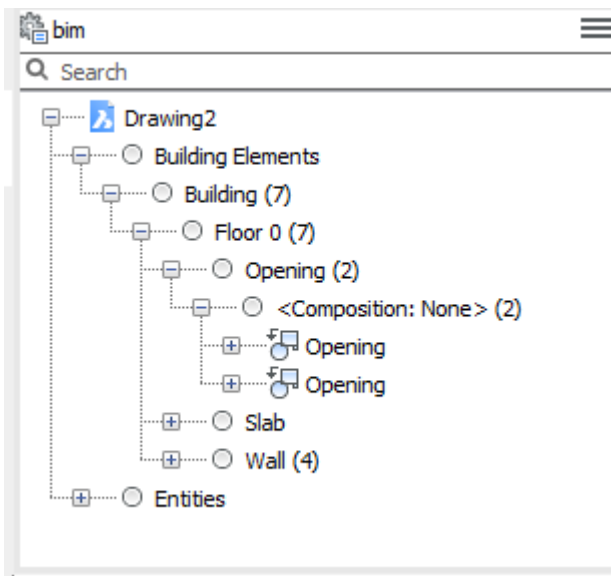 bim
Search
Drawing2
Building Elements
Building (7)
Floor 0 (7)
Opening (2)
<Composition: None> (2)
Opening
Opening
Slab
Wall (4)
Entities